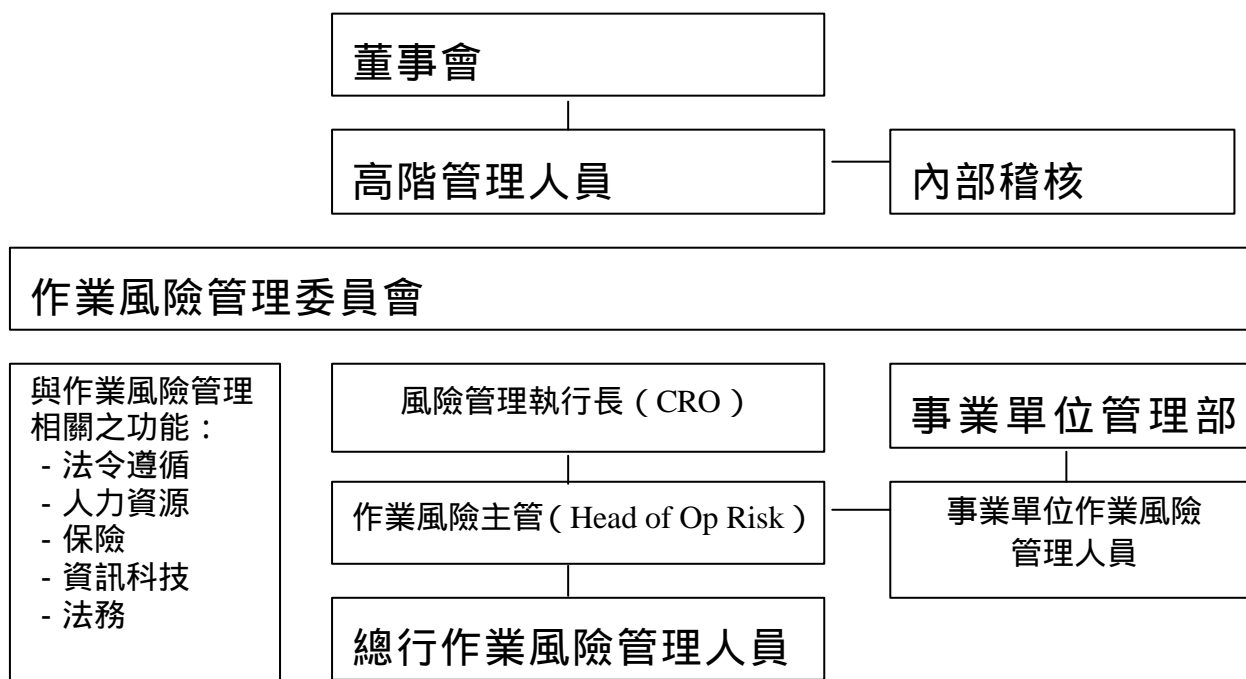 董事會
高階管理人員
內部稽核
作業風險管理委員會
與作業風險管理
相關之功能：
- 法令遵循
- 人力資源
- 保險
- 資訊科技
- 法務
風險管理執行長（CRO）
作業風險主管（Head of Op Risk）
總行作業風險管理人員
事業單位管理部
事業單位作業風險
管理人員